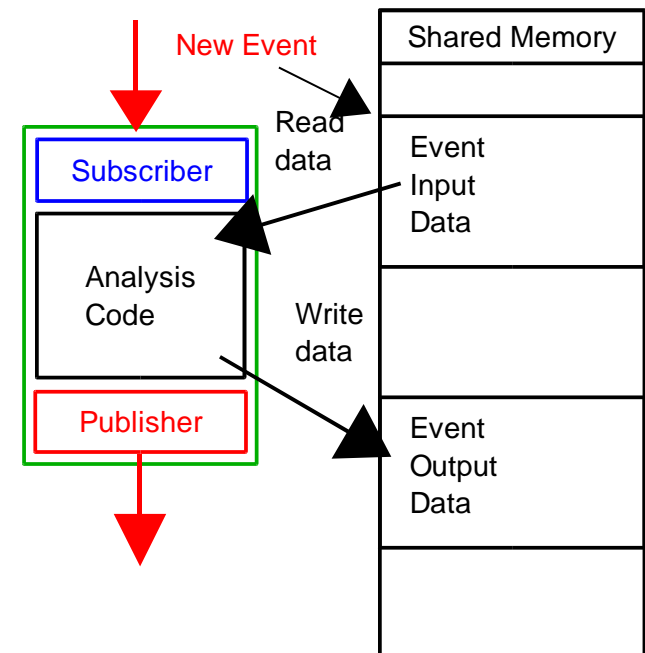 New Event
Shared Memory
Read
data
Subscriber
Event
Input
Data
Analysis
Code
Write
data
Publisher
Event
Output
Data